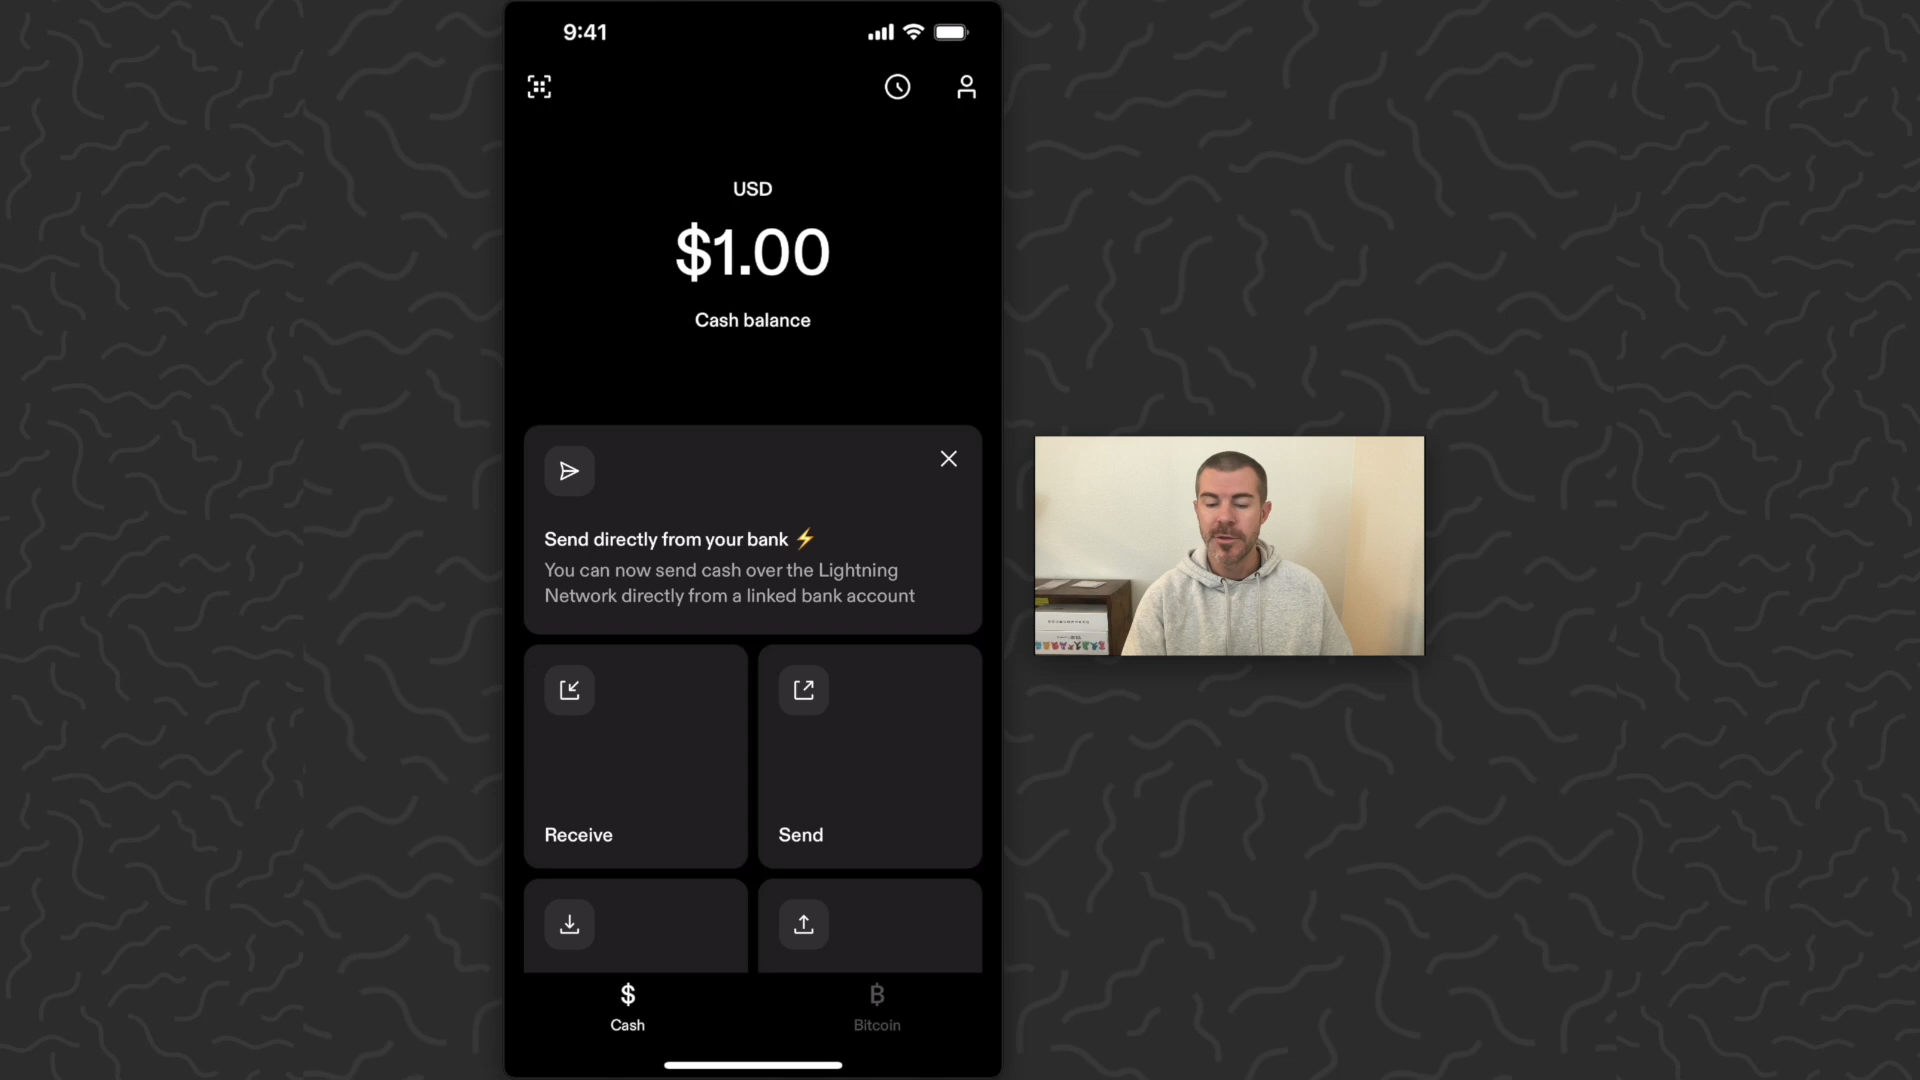 9:41
USD
$1.00
Cash balance
Send directly from your bank ⚡
You can now send cash over the Lightning
Network directly from a linked bank account
Receive
Send
$
₿
Cash
Bitcoin